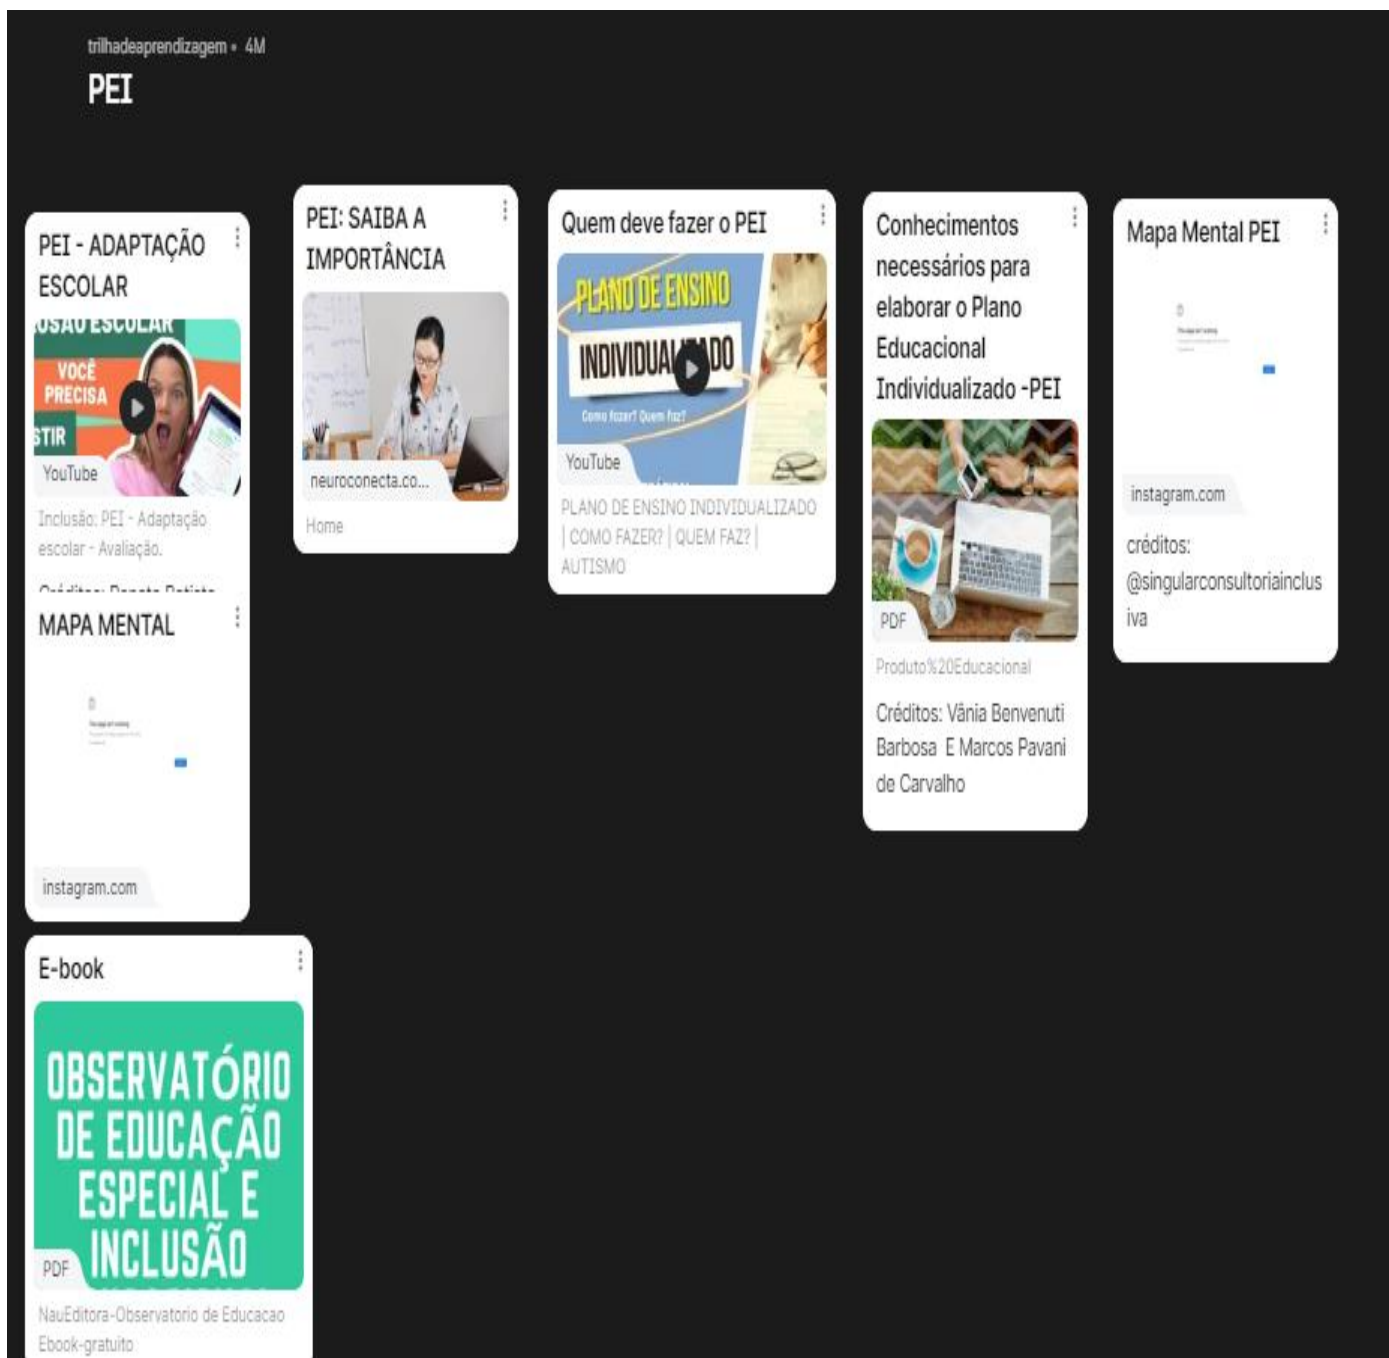 trilhadeaprendizagem • 4M
PEI
PEI - ADAPTAÇÃO
ESCOLAR
USÃO ESCOLAR
VOCÊ
PRECISA
STIR
YouTube
Inclusão: PEI - Adaptação
escolar - Avaliação.
MAPA MENTAL
instagram.com
E-book
OBSERVATÓRIO
DE EDUCAÇÃO
ESPECIAL E
INCLUSÃO
PDF
NauEditora-Observatorio de Educacao
Ebook-gratuito
PEI: SAIBA A
IMPORTÂNCIA
neuroconecta.co...
Home
Quem deve fazer o PEI
PLANO DE ENSINO
INDIVIDUALIZADO
Como fazer? Quem faz?
YouTube
PLANO DE ENSINO INDIVIDUALIZADO
| COMO FAZER? | QUEM FAZ? |
AUTISMO
Conhecimentos
necessários para
elaborar o Plano
Educacional
Individualizado -PEI
PDF
Produto%20Educacional
Créditos: Vânia Benvenuti
Barbosa E Marcos Pavani
de Carvalho
Mapa Mental PEI
instagram.com
créditos:
@singularconsultoriainclus
iva